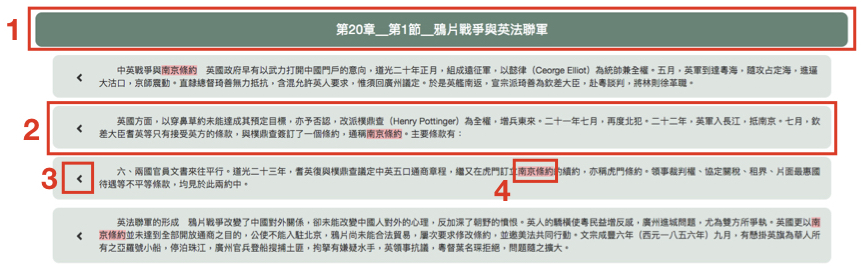 1
第20章__第1節__鴉片戰爭與英法聯軍
中英戰爭與南京條約　英國政府早有以武力打開中國門戶的意向,道光二十年正月,組成遠征軍,以懿律(Ceorge Elliot)為統帥兼全權。五月,英軍到達粵海,隨攻占定海,進逼
大沽口,京師震動。直隸總督琦善無力抵抗,含混允許英人要求,惟須回廣州議定。於是英艦南返,宣宗派琦善為欽差大臣,赴粵談判,將林則徐革職。
2
英國方面,以穿鼻草約未能達成其預定目標,亦予否認,改派樸鼎查(Henry Pottinger)為全權,增兵東來。二十一年七月,再度北犯。二十二年,英軍入長江,抵南京。七月,欽
差大臣耆英等只有接受英方的條款,與樸鼎查簽訂了一個條約,通稱南京條約。主要條款有:
3
六、兩國官員文書來往平行。道光二十三年,耆英復與樸鼎查議定中英五口通商章程,繼又在虎門訂立南京條約的續約,亦稱虎門條約。領事裁判權、協定關稅、租界、片面最惠國
待遇等不平等條款,均見於此兩約中。
4
英法聯軍的形成　鴉片戰爭改變了中國對外關係,卻未能改變中國人對外的心理,反加深了朝野的憤恨。英人的驕橫使粵民益增反感,廣州進城問題,尤為雙方所爭執。英國更以南
京條約並未達到全部開放通商之目的,公使不能入駐北京,鴉片尚未能合法貿易,屢次要求修改條約,並邀美法共同行動。文宗咸豐六年(西元一八五六年)九月,有懸掛英旗為華人所
有之亞羅號小船,停泊珠江,廣州官兵登船搜捕土匪,拘拏有嫌疑水手,英領事抗議,粵督葉名琛拒絕,問題隨之擴大。